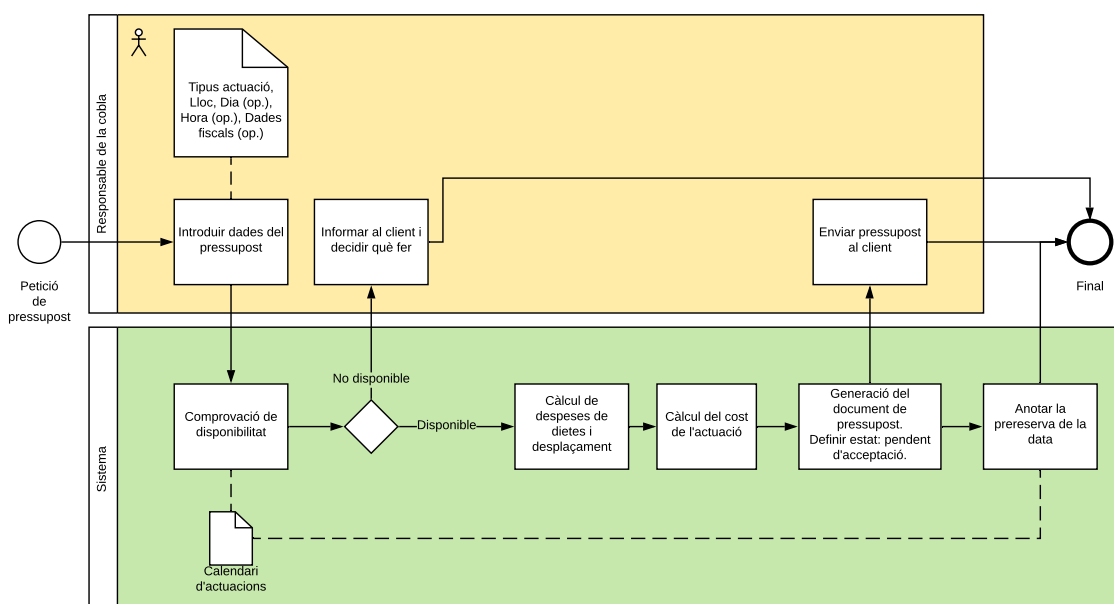 Responsable de la cobla
Tipus actuació,
Lloc, Dia (op.),
Hora (op.), Dades
fiscals (op.)
Petició
de
pressupost
Introduir dades del
pressupost
Informar al client i
decidir què fer
Enviar pressupost
al client
Final
Sistema
No disponible
Comprovació de
disponibilitat
Disponible
Càlcul de
despeses de
dietes i
desplaçament
Càlcul del cost
de l'actuació
Generació del
document de
pressupost.
Definir estat: pendent
d'acceptació.
Anotar la
prereserva de la
data
Calendari
d'actuacions